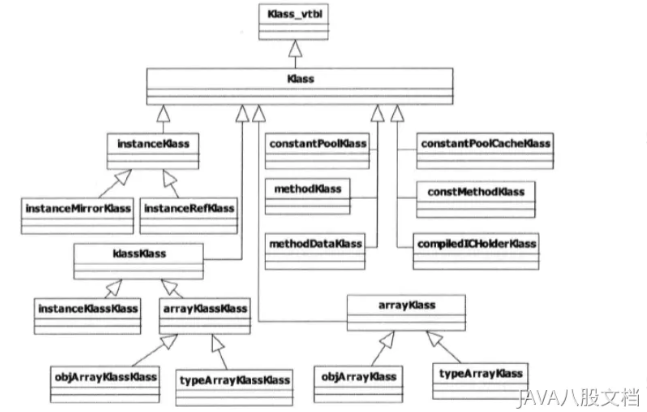 Klass_vtbl
Klass
instanceKlass
constantPoolKlass
constantPoolCacheKlass
methodKlass
constMethodKlass
instanceMirrorKlass
instanceRefKlass
klassKlass
methodDataKlass
compiledICHolderKlass
instanceKlassKlass
arrayKlassKlass
arrayKlass
objArrayKlassKlass
typeArrayKlassKlass
objArrayKlass
typeArrayKlass
JAVA八股文档